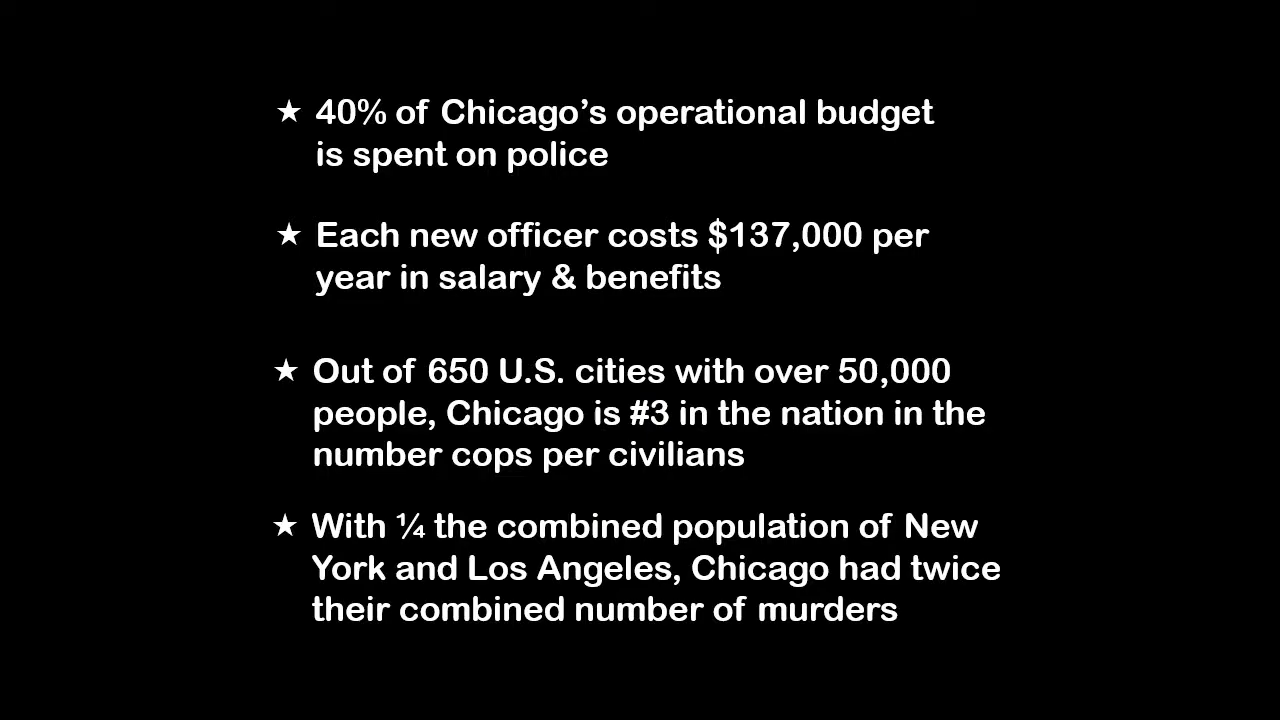 ★ 40% of Chicago's operational budget
is spent on police
★ Each new officer costs $137,000 per
year in salary & benefits
★ Out of 650 U.S. cities with over 50,000
people, Chicago is #3 in the nation in the
number cops per civilians
★ With ¼ the combined population of New
York and Los Angeles, Chicago had twice
their combined number of murders